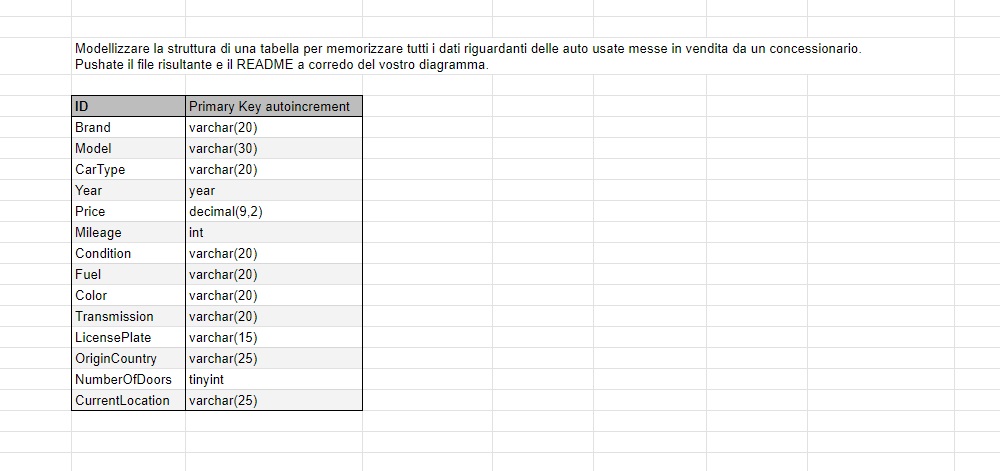 Modellizzare la struttura di una tabella per memorizzare tutti i dati riguardanti delle auto usate messe in vendita da un concessionario.
Pushate il file risultante e il README a corredo del vostro diagramma.
ID Primary Key autoincrement
Brand varchar(20)
Model varchar(30)
CarType varchar(20)
Year year
Price decimal(9,2)
Mileage int
Condition varchar(20)
Fuel varchar(20)
Color varchar(20)
Transmission varchar(20)
LicensePlate varchar(15)
OriginCountry varchar(25)
NumberOfDoors tinyint
CurrentLocation varchar(25)